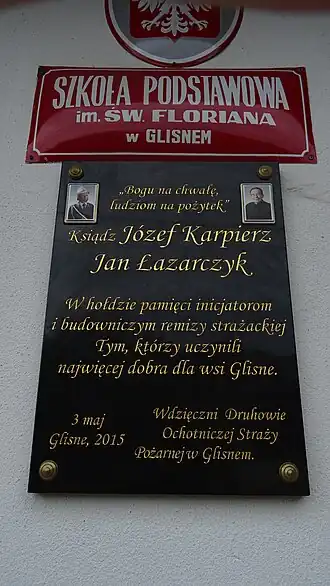 SZKOŁA PODSTAWOWA
im. ŚW. FLORIANA
w GLISNEM
„Bogu na chwałę,
ludziom na pożytek”
Ksiądz Józef Karpierz
Jan Łazarczyk
W hołdzie pamięci inicjatorom
i budowniczym remizy strażackiej
Tym, którzy uczynili
najwięcej dobra dla wsi Glisne.
3 maj
Glisne, 2015
Wdzięczni Druhowie
Ochotniczej Straży
Pożarnej w Glisnem.